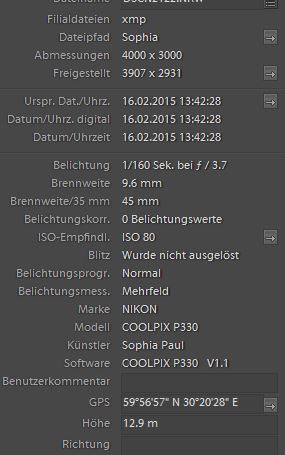 Filialdateien xmp
Dateipfad Sophia
Abmessungen 4000 x 3000
Freigestellt 3907 x 2931
Urspr. Dat./Uhrz. 16.02.2015 13:42:28
Datum/Uhrz. digital 16.02.2015 13:42:28
Datum/Uhrzeit 16.02.2015 13:42:28
Belichtung 1/160 Sek. bei ƒ / 3.7
Brennweite 9.6 mm
Brennweite/35 mm 45 mm
Belichtungskorr. 0 Belichtungswerte
ISO-Empfindl. ISO 80
Blitz Wurde nicht ausgelöst
Belichtungsprogr. Normal
Belichtungsmess. Mehrfeld
Marke NIKON
Modell COOLPIX P330
Künstler Sophia Paul
Software COOLPIX P330 V1.1
Benutzerkommentar
GPS 59°56'57" N 30°20'28" E
Höhe 12.9 m
Richtung